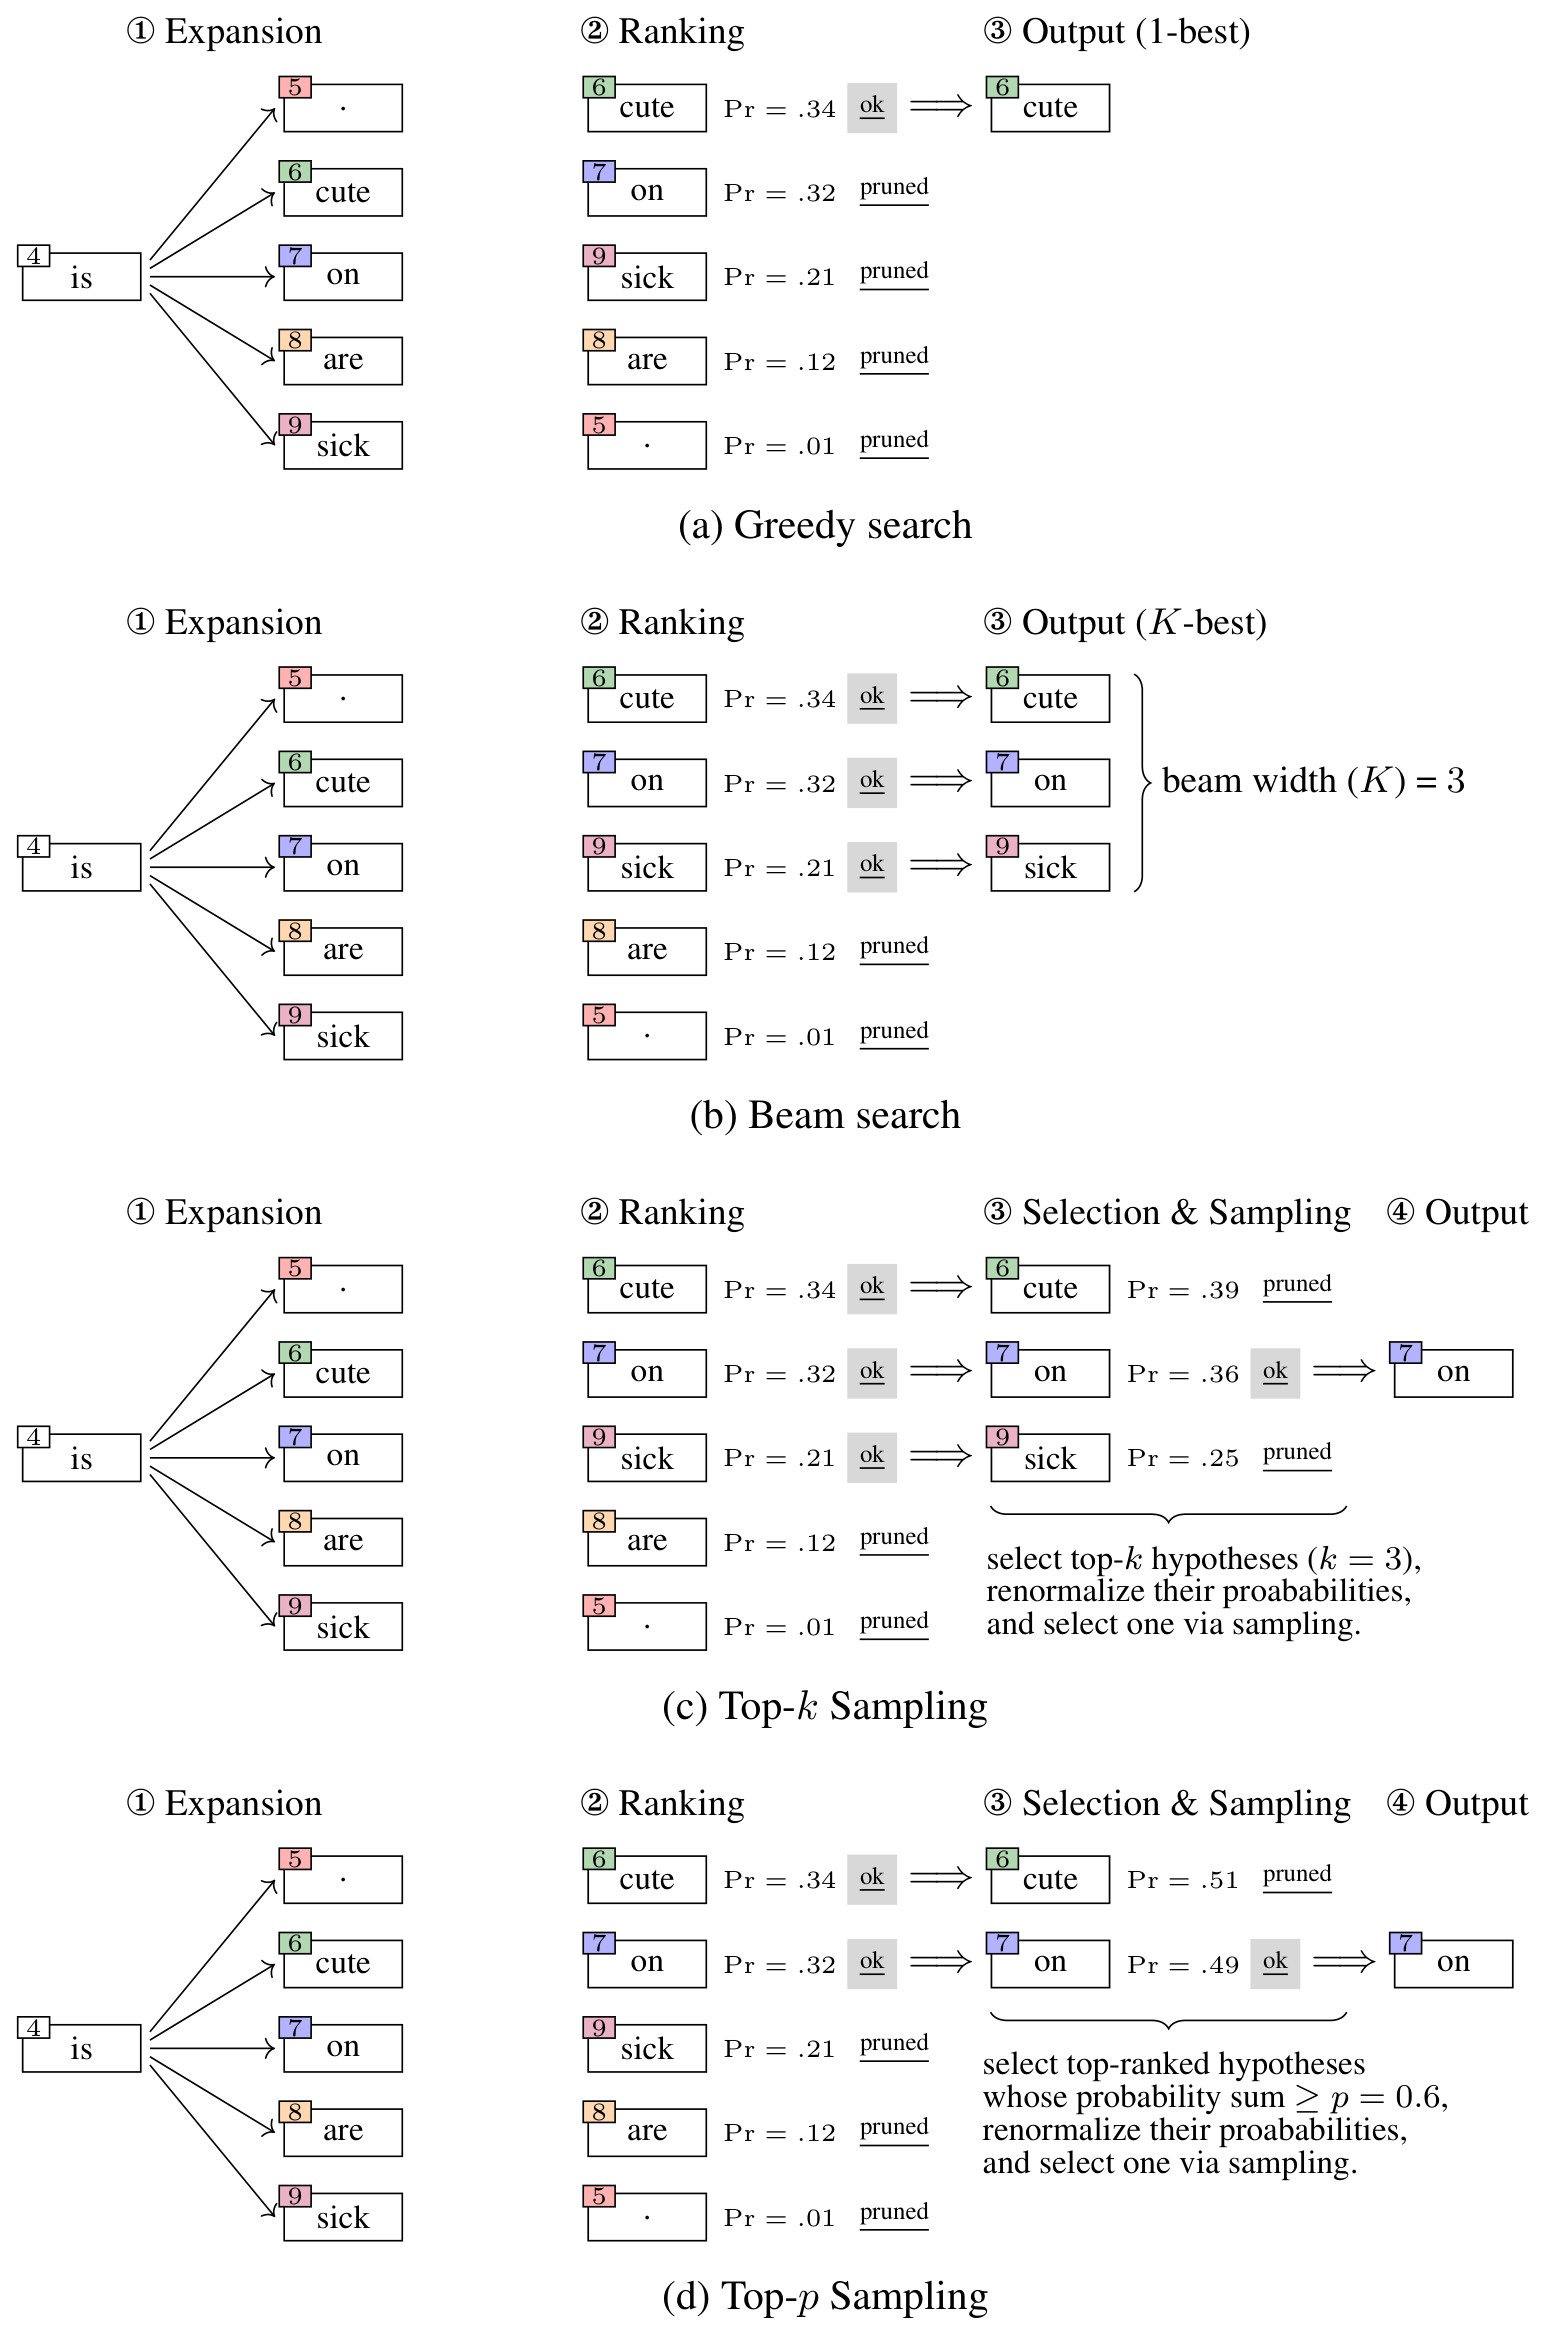 ① Expansion ② Ranking ③ Output (1-best)
5 . 6 cute Pr = .34 ok ⟹ 6 cute
6 cute 7 on Pr = .32 pruned
4 is 7 on 9 sick Pr = .21 pruned
8 are 8 are Pr = .12 pruned
9 sick 5 . Pr = .01 pruned
(a) Greedy search
① Expansion ② Ranking ③ Output (K-best)
5 . 6 cute Pr = .34 ok ⟹ 6 cute
6 cute 7 on Pr = .32 ok ⟹ 7 on beam width (K) = 3
4 is 7 on 9 sick Pr = .21 ok ⟹ 9 sick
8 are 8 are Pr = .12 pruned
9 sick 5 . Pr = .01 pruned
(b) Beam search
① Expansion ② Ranking ③ Selection & Sampling ④ Output
5 . 6 cute Pr = .34 ok ⟹ 6 cute Pr = .39 pruned
6 cute 7 on Pr = .32 ok ⟹ 7 on Pr = .36 ok ⟹ 7 on
4 is 7 on 9 sick Pr = .21 ok ⟹ 9 sick Pr = .25 pruned
8 are 8 are Pr = .12 pruned
9 sick 5 . Pr = .01 pruned
select top-k hypotheses (k = 3),
renormalize their proababilities,
and select one via sampling.
(c) Top-k Sampling
① Expansion ② Ranking ③ Selection & Sampling ④ Output
5 . 6 cute Pr = .34 ok ⟹ 6 cute Pr = .51 pruned
6 cute 7 on Pr = .32 ok ⟹ 7 on Pr = .49 ok ⟹ 7 on
4 is 7 on 9 sick Pr = .21 pruned
8 are 8 are Pr = .12 pruned
9 sick 5 . Pr = .01 pruned
select top-ranked hypotheses
whose probability sum ≥ p = 0.6,
renormalize their proababilities,
and select one via sampling.
(d) Top-p Sampling